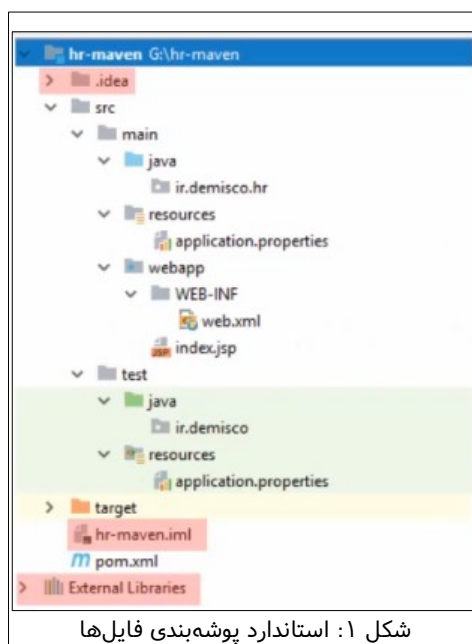 hr-maven G:\hr-maven
.idea
src
main
java
ir.demisco.hr
resources
application.properties
webapp
WEB-INF
web.xml
index.jsp
test
java
ir.demisco
resources
application.properties
target
hr-maven.iml
pom.xml
External Libraries
شکل ۱: استاندارد پوشه‌بندی فایل‌ها